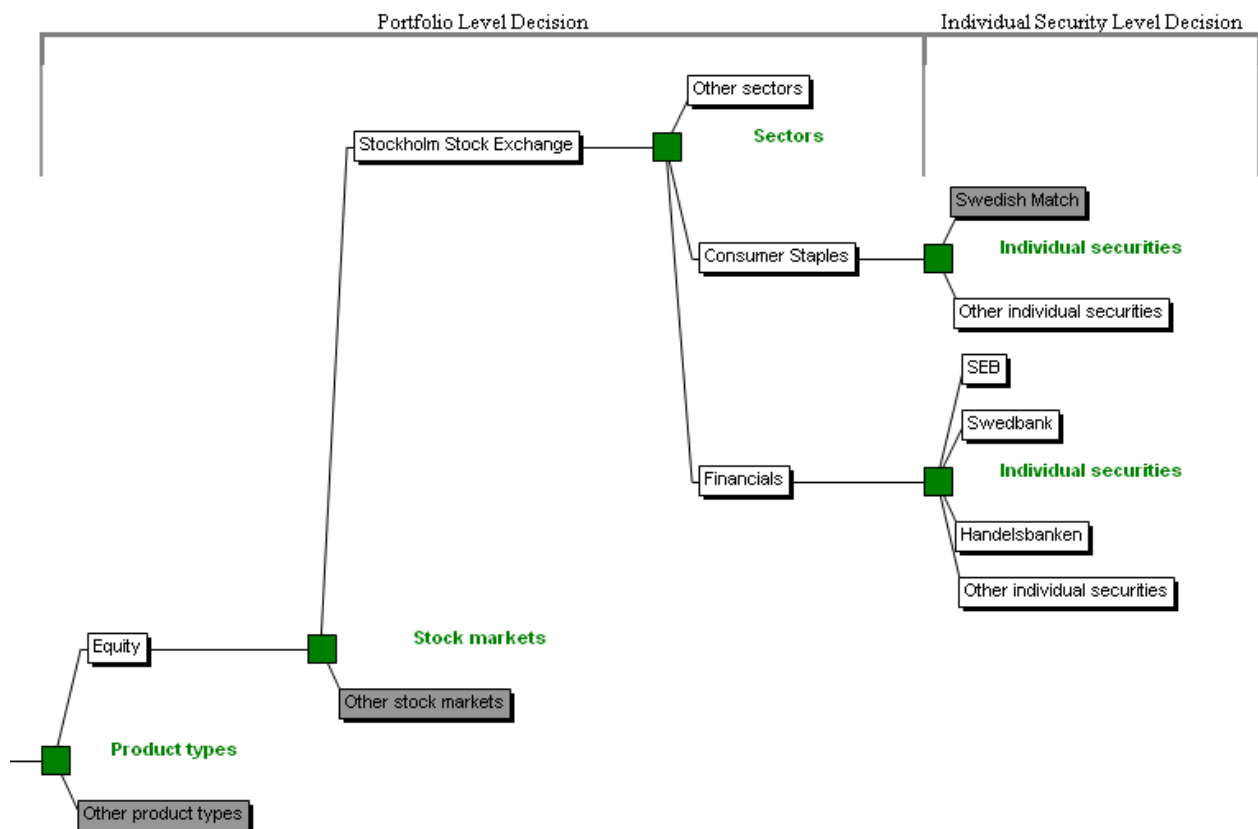 Portfolio Level Decision
Individual Security Level Decision
Other sectors
Sectors
Stockholm Stock Exchange
Swedish Match
Individual securities
Consumer Staples
Other individual securities
SEB
Swedbank
Individual securities
Financials
Handelsbanken
Other individual securities
Stock markets
Equity
Other stock markets
Product types
Other product types